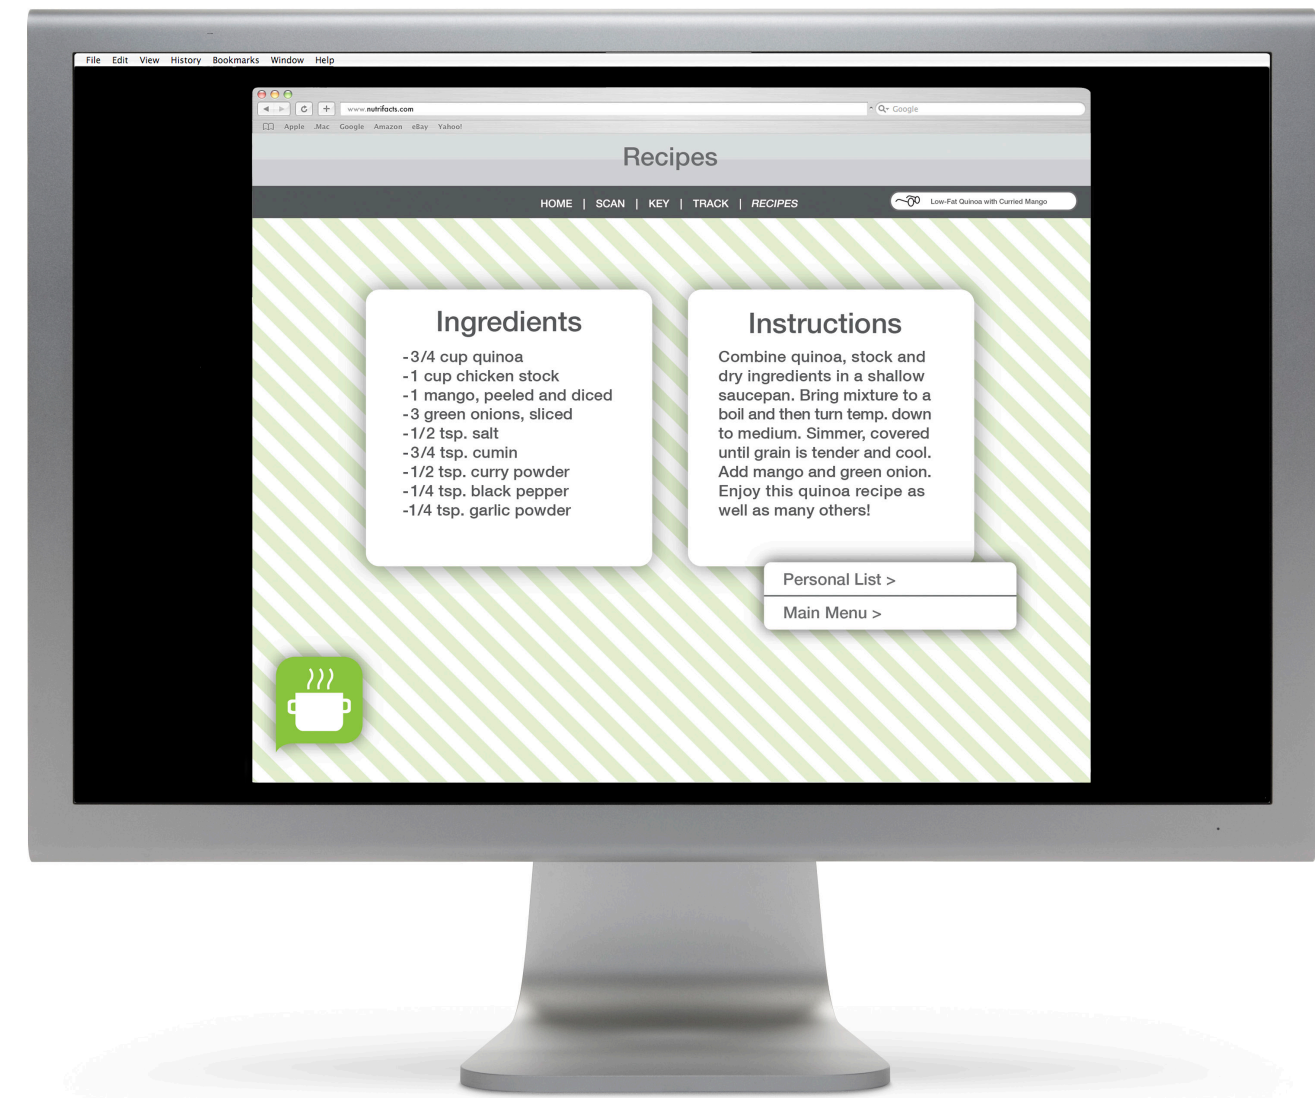 File Edit View History Bookmarks Window Help
www.nutrifacts.com
Google
Apple .Mac Google Amazon eBay Yahoo!
Recipes
HOME | SCAN | KEY | TRACK | RECIPES
Low-Fat Quinoa with Curried Mango
Ingredients
-3/4 cup quinoa
-1 cup chicken stock
-1 mango, peeled and diced
-3 green onions, sliced
-1/2 tsp. salt
-3/4 tsp. cumin
-1/2 tsp. curry powder
-1/4 tsp. black pepper
-1/4 tsp. garlic powder
Instructions
Combine quinoa, stock and
dry ingredients in a shallow
saucepan. Bring mixture to a
boil and then turn temp. down
to medium. Simmer, covered
until grain is tender and cool.
Add mango and green onion.
Enjoy this quinoa recipe as
well as many others!
Personal List >
Main Menu >